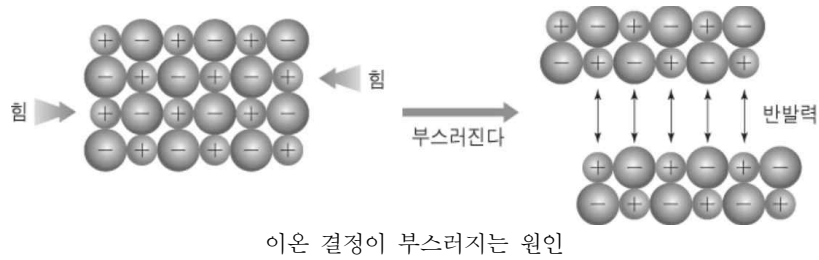 힘
힘
부스러진다
반발력
이온 결정이 부스러지는 원인